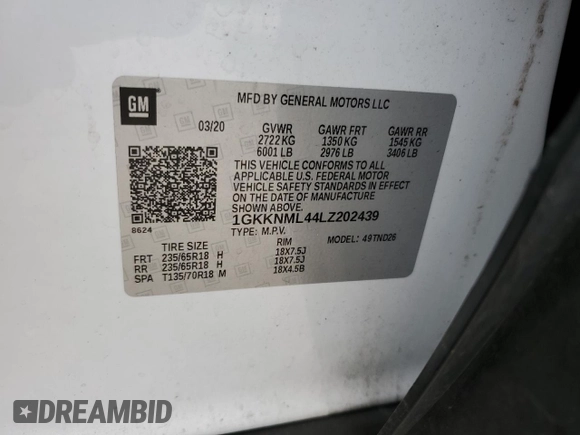 GM
MFD BY GENERAL MOTORS LLC
03/20 GVWR GAWR FRT GAWR RR
2722 KG 1350 KG 1545 KG
6001 LB 2976 LB 3406 LB
THIS VEHICLE CONFORMS TO ALL
APPLICABLE U.S. FEDERAL MOTOR
VEHICLE SAFETY STANDARDS IN EFFECT
ON THE DATE OF MANUFACTURE
SHOWN ABOVE.
1GKKNML44LZ202439
8624
TYPE: M.P.V. MODEL: 49TND26
TIRE SIZE RIM
FRT 235/65R18 H 18X7.5J
RR 235/65R18 H 18X7.5J
SPA T135/70R18 M 18X4.5B
DREAMBID